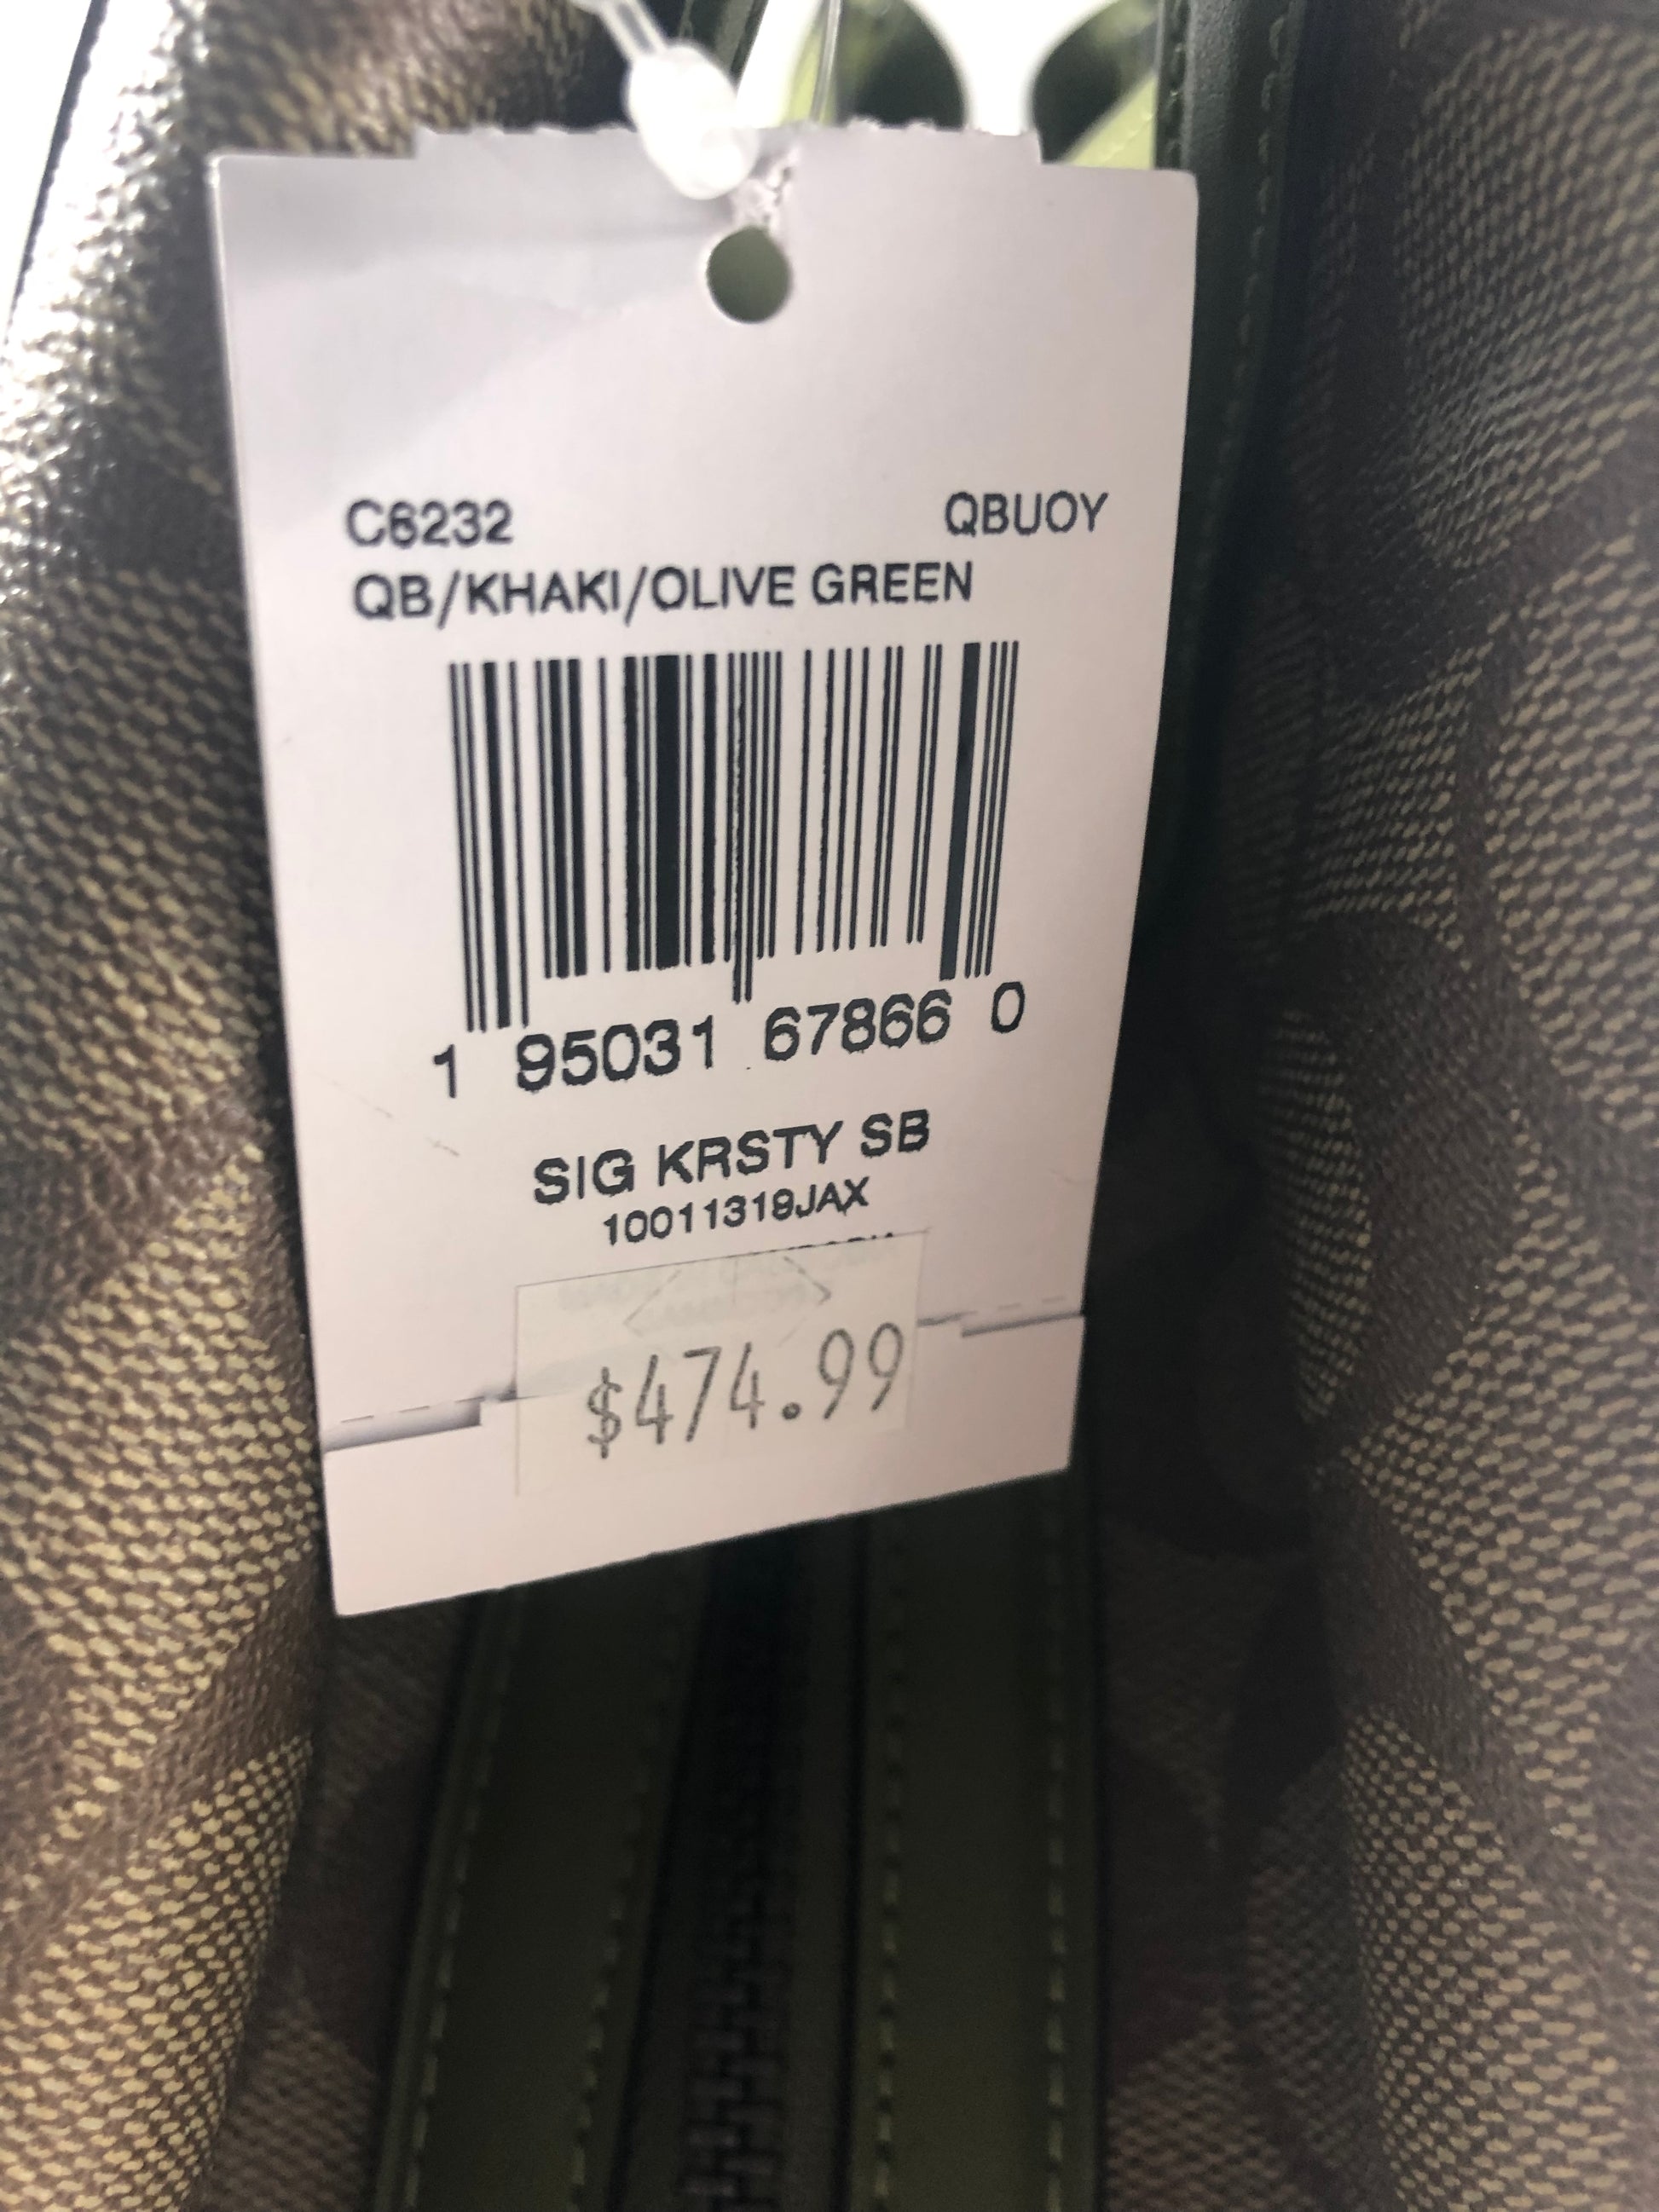 C6232 QBUOY
QB/KHAKI/OLIVE GREEN
1 95031 67866 0
SIG KRSTY SB
10011319JAX
$474.99